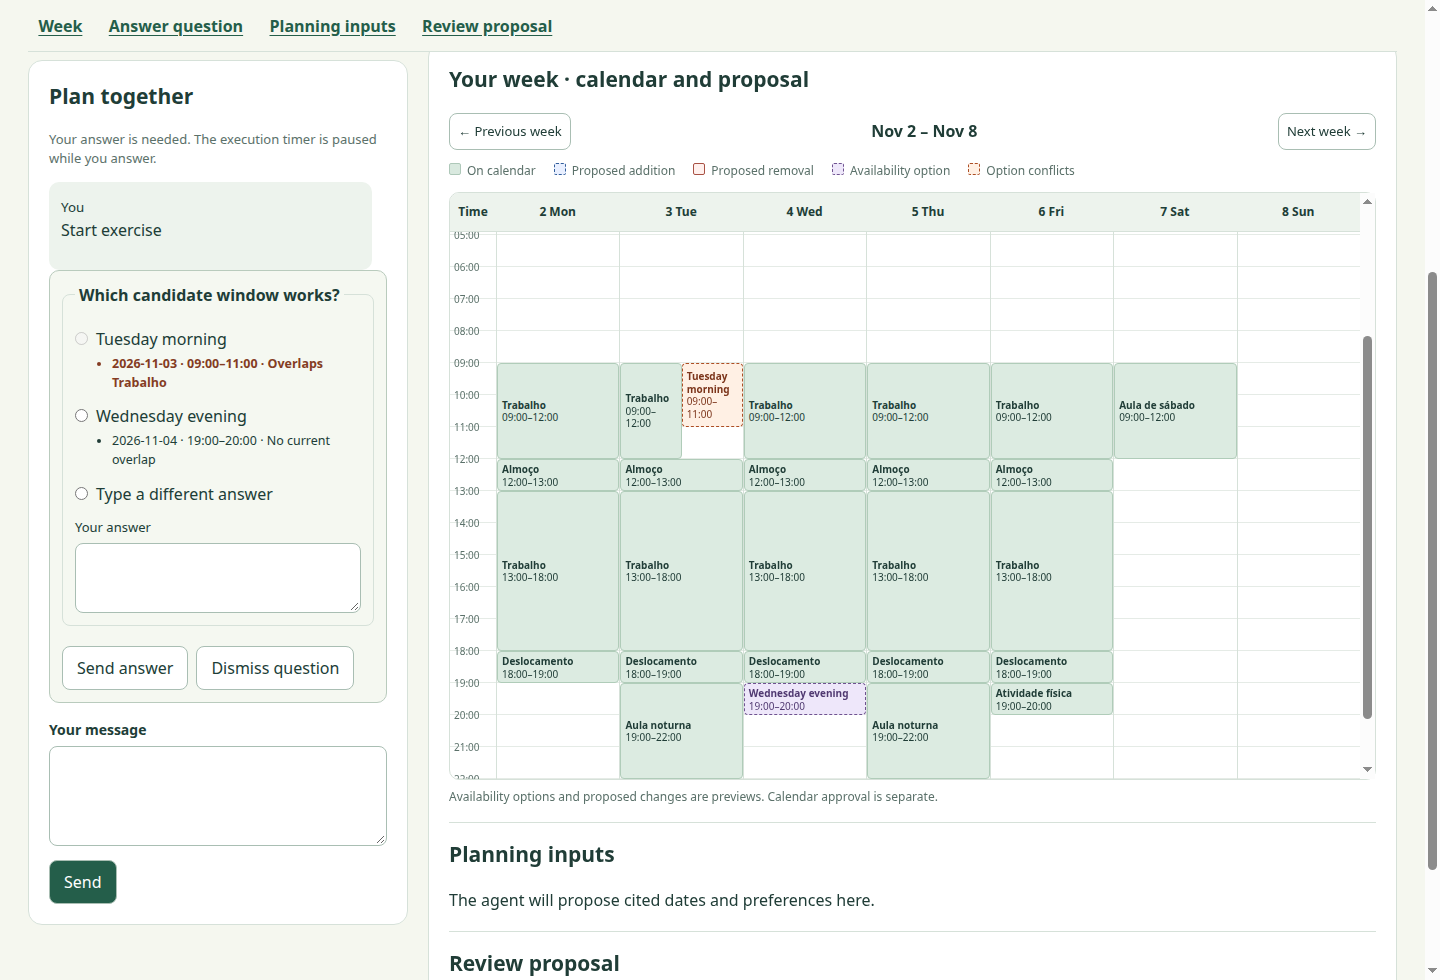 Week Answer question Planning inputs Review proposal
Plan together
Your answer is needed. The execution timer is paused
while you answer.
You
Start exercise
Which candidate window works?
Tuesday morning
• 2026-11-03 · 09:00–11:00 · Overlaps
Trabalho
Wednesday evening
• 2026-11-04 · 19:00–20:00 · No current
overlap
Type a different answer
Your answer
Send answer Dismiss question
Your message
Send
Your week · calendar and proposal
← Previous week Nov 2 – Nov 8 Next week →
On calendar Proposed addition Proposed removal Availability option Option conflicts
Time 2 Mon 3 Tue 4 Wed 5 Thu 6 Fri 7 Sat 8 Sun
05:00
06:00
07:00
08:00
09:00
10:00
11:00
12:00
13:00
14:00
15:00
16:00
17:00
18:00
19:00
20:00
21:00
22:00
Trabalho
09:00–12:00
Almoço
12:00–13:00
Trabalho
13:00–18:00
Deslocamento
18:00–19:00
Trabalho
09:00–
12:00
Tuesday
morning
09:00–
11:00
Almoço
12:00–13:00
Trabalho
13:00–18:00
Deslocamento
18:00–19:00
Aula noturna
19:00–22:00
Trabalho
09:00–12:00
Almoço
12:00–13:00
Trabalho
13:00–18:00
Deslocamento
18:00–19:00
Wednesday evening
19:00–20:00
Trabalho
09:00–12:00
Almoço
12:00–13:00
Trabalho
13:00–18:00
Deslocamento
18:00–19:00
Aula noturna
19:00–22:00
Trabalho
09:00–12:00
Almoço
12:00–13:00
Trabalho
13:00–18:00
Deslocamento
18:00–19:00
Atividade física
19:00–20:00
Aula de sábado
09:00–12:00
Availability options and proposed changes are previews. Calendar approval is separate.
Planning inputs
The agent will propose cited dates and preferences here.
Review proposal